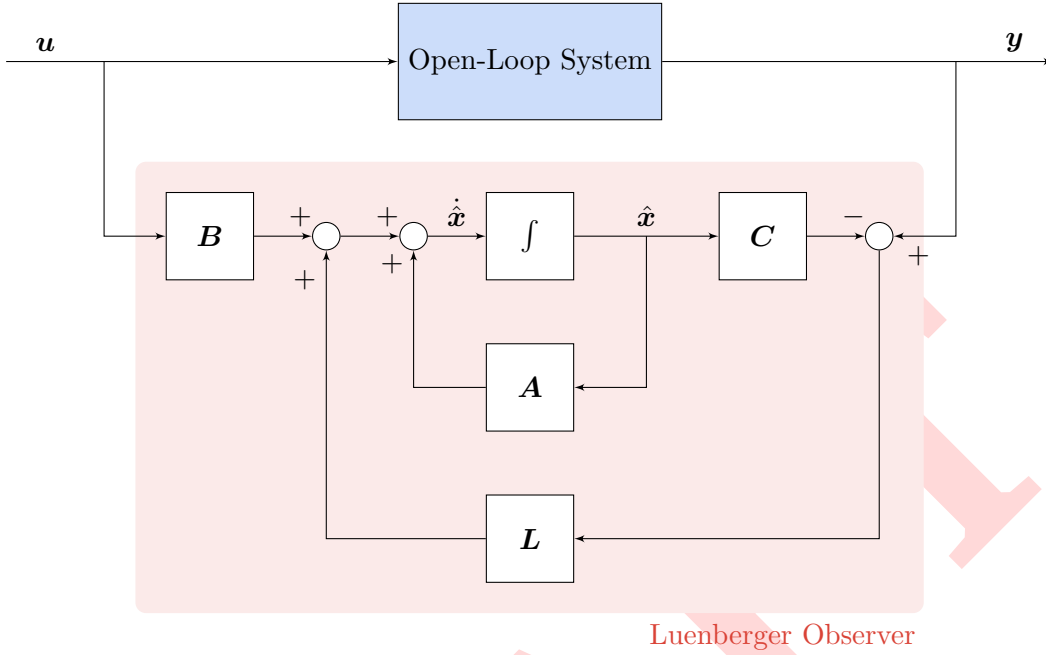 u
Open-Loop System
y
B
+
+
+
+
ẋ̂
∫
x̂
C
−
+
A
L
Luenberger Observer